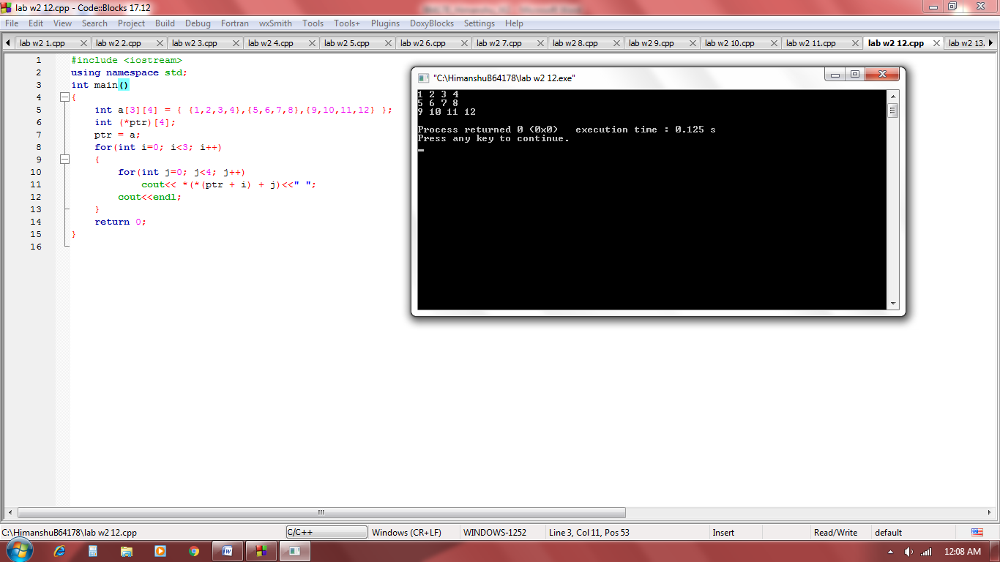 lab w2 12.cpp - Code::Blocks 17.12
File Edit View Search Project Build Debug Fortran wxSmith Tools Tools+ Plugins DoxyBlocks Settings Help
lab w2 1.cpp lab w2 2.cpp lab w2 3.cpp lab w2 4.cpp lab w2 5.cpp lab w2 6.cpp lab w2 7.cpp lab w2 8.cpp lab w2 9.cpp lab w2 10.cpp lab w2 11.cpp lab w2 12.cpp lab w2 13.
1 #include <iostream>
2 using namespace std;
3 int main()
4 {
5 int a[3][4] = { {1,2,3,4},{5,6,7,8},{9,10,11,12} };
6 int (*ptr)[4];
7 ptr = a;
8 for(int i=0; i<3; i++)
9 {
10 for(int j=0; j<4; j++)
11 cout<< *(*(ptr + i) + j)<<" ";
12 cout<<endl;
13 }
14 return 0;
15 }
16
"C:\HimanshuB64178\lab w2 12.exe"
1 2 3 4
5 6 7 8
9 10 11 12
Process returned 0 (0x0)   execution time : 0.125 s
Press any key to continue.
C:\HimanshuB64178\lab w2 12.cpp C/C++ Windows (CR+LF) WINDOWS-1252 Line 3, Col 11, Pos 53 Insert Read/Write default
12:08 AM